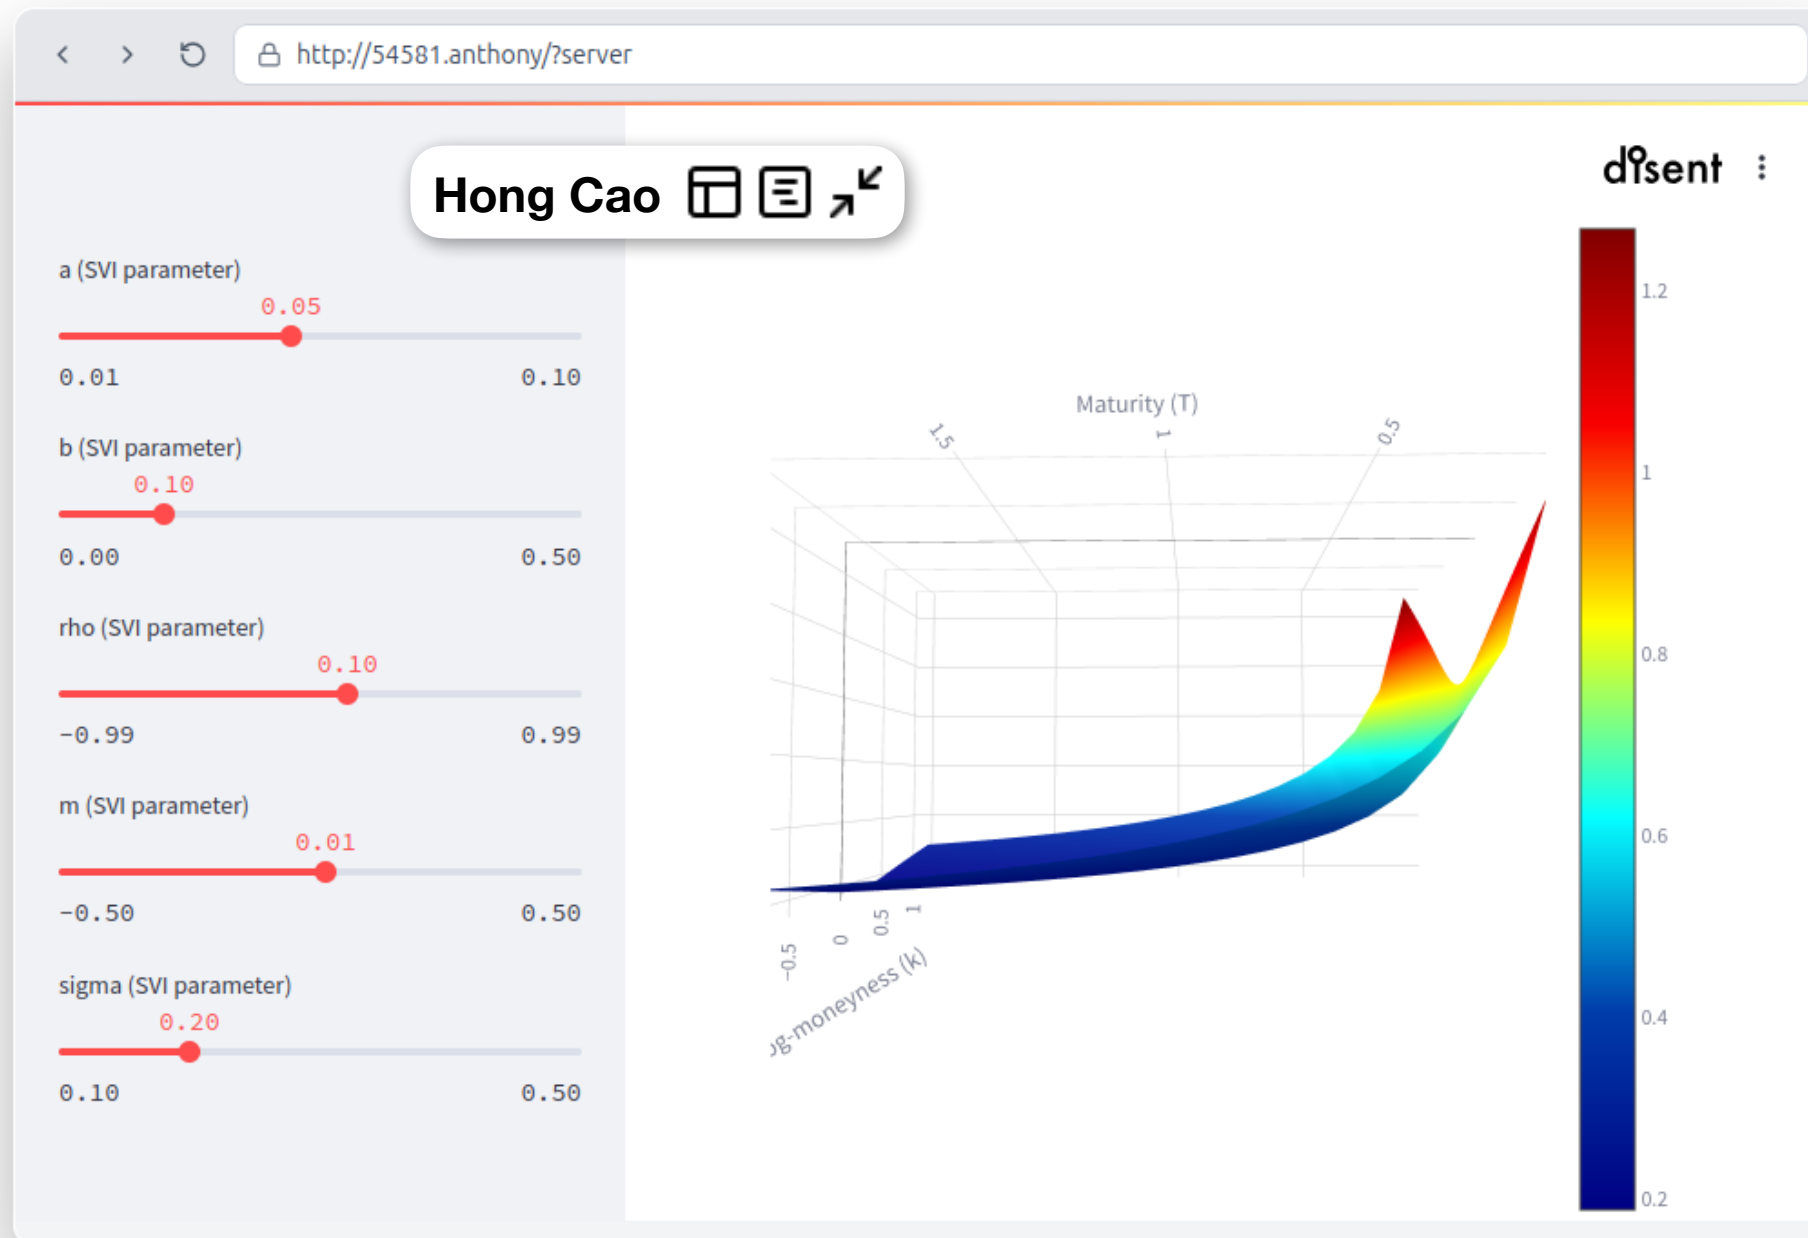 http://54581.anthony/?server
Hong Cao
disent
a (SVI parameter)
0.05
0.01 0.10
b (SVI parameter)
0.10
0.00 0.50
rho (SVI parameter)
0.10
-0.99 0.99
m (SVI parameter)
0.01
-0.50 0.50
sigma (SVI parameter)
0.20
0.10 0.50
Maturity (T)
1.5 1 0.5
-0.5 0 0.5 1
g-moneyness (k)
1.2
1
0.8
0.6
0.4
0.2